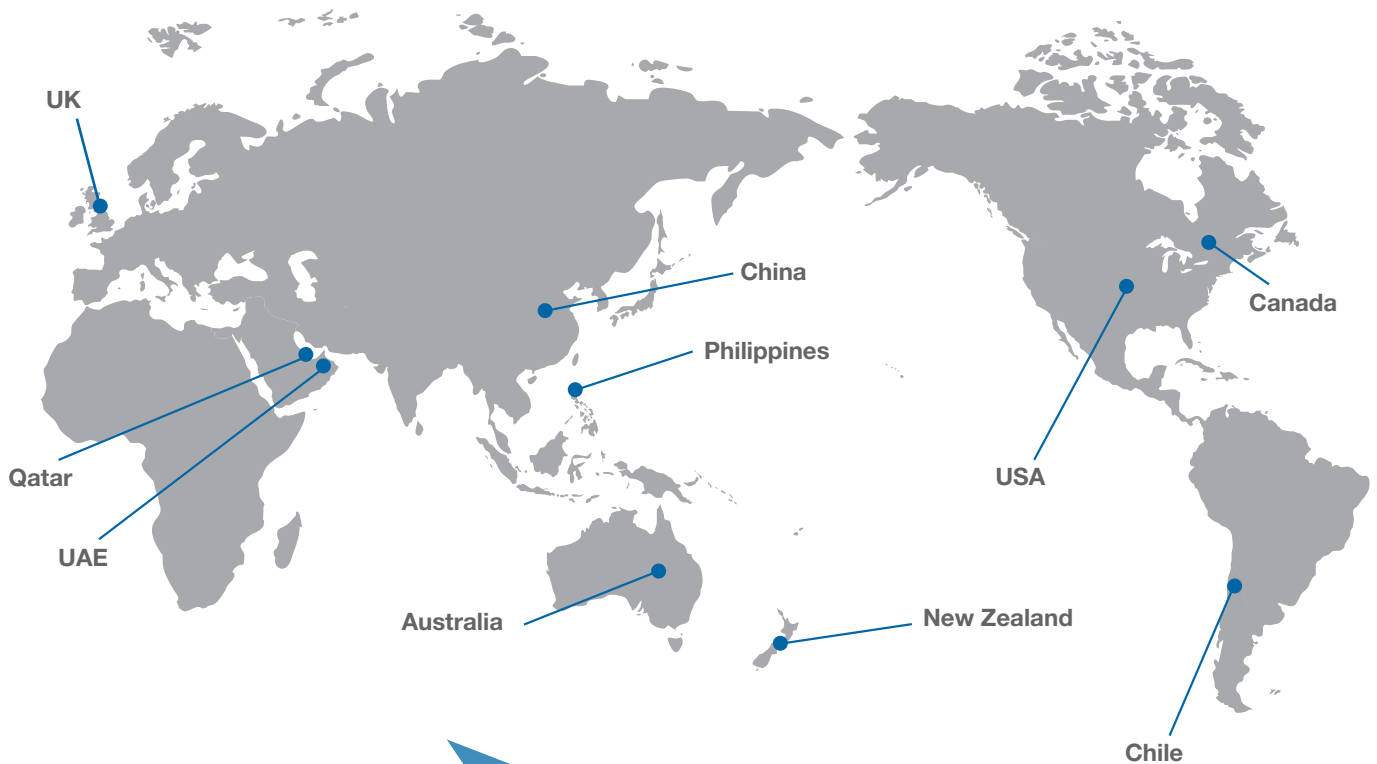 UK
China
Canada
Philippines
Qatar
USA
UAE
Australia
New Zealand
Chile